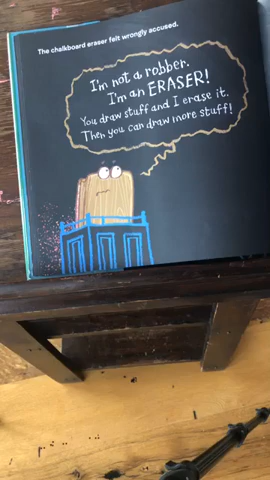 The chalkboard eraser felt wrongly accused.
I'm not a robber.
I'm an ERASER!
You draw stuff and I erase it.
Then you can draw more stuff!